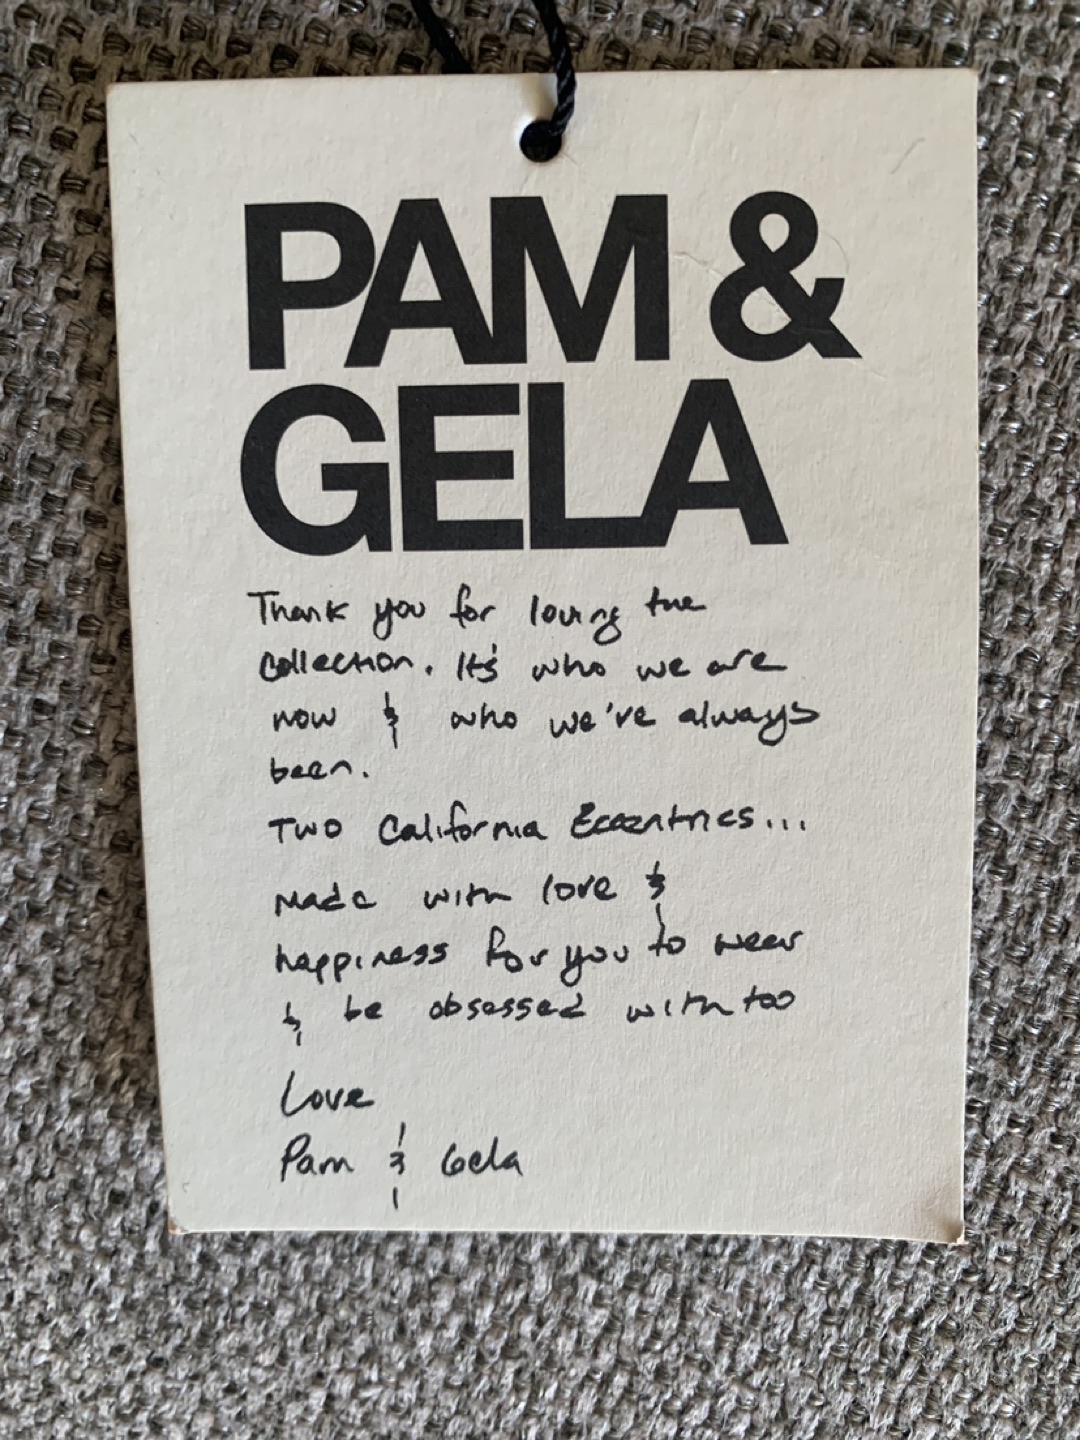 PAM &
GELA
Thank you for loving the
Collection. It's who we are
now & who we've always
been.
Two California Eccentrics...
Made with love &
happiness for you to wear
& be obsessed with too
Love
Pam & Gela